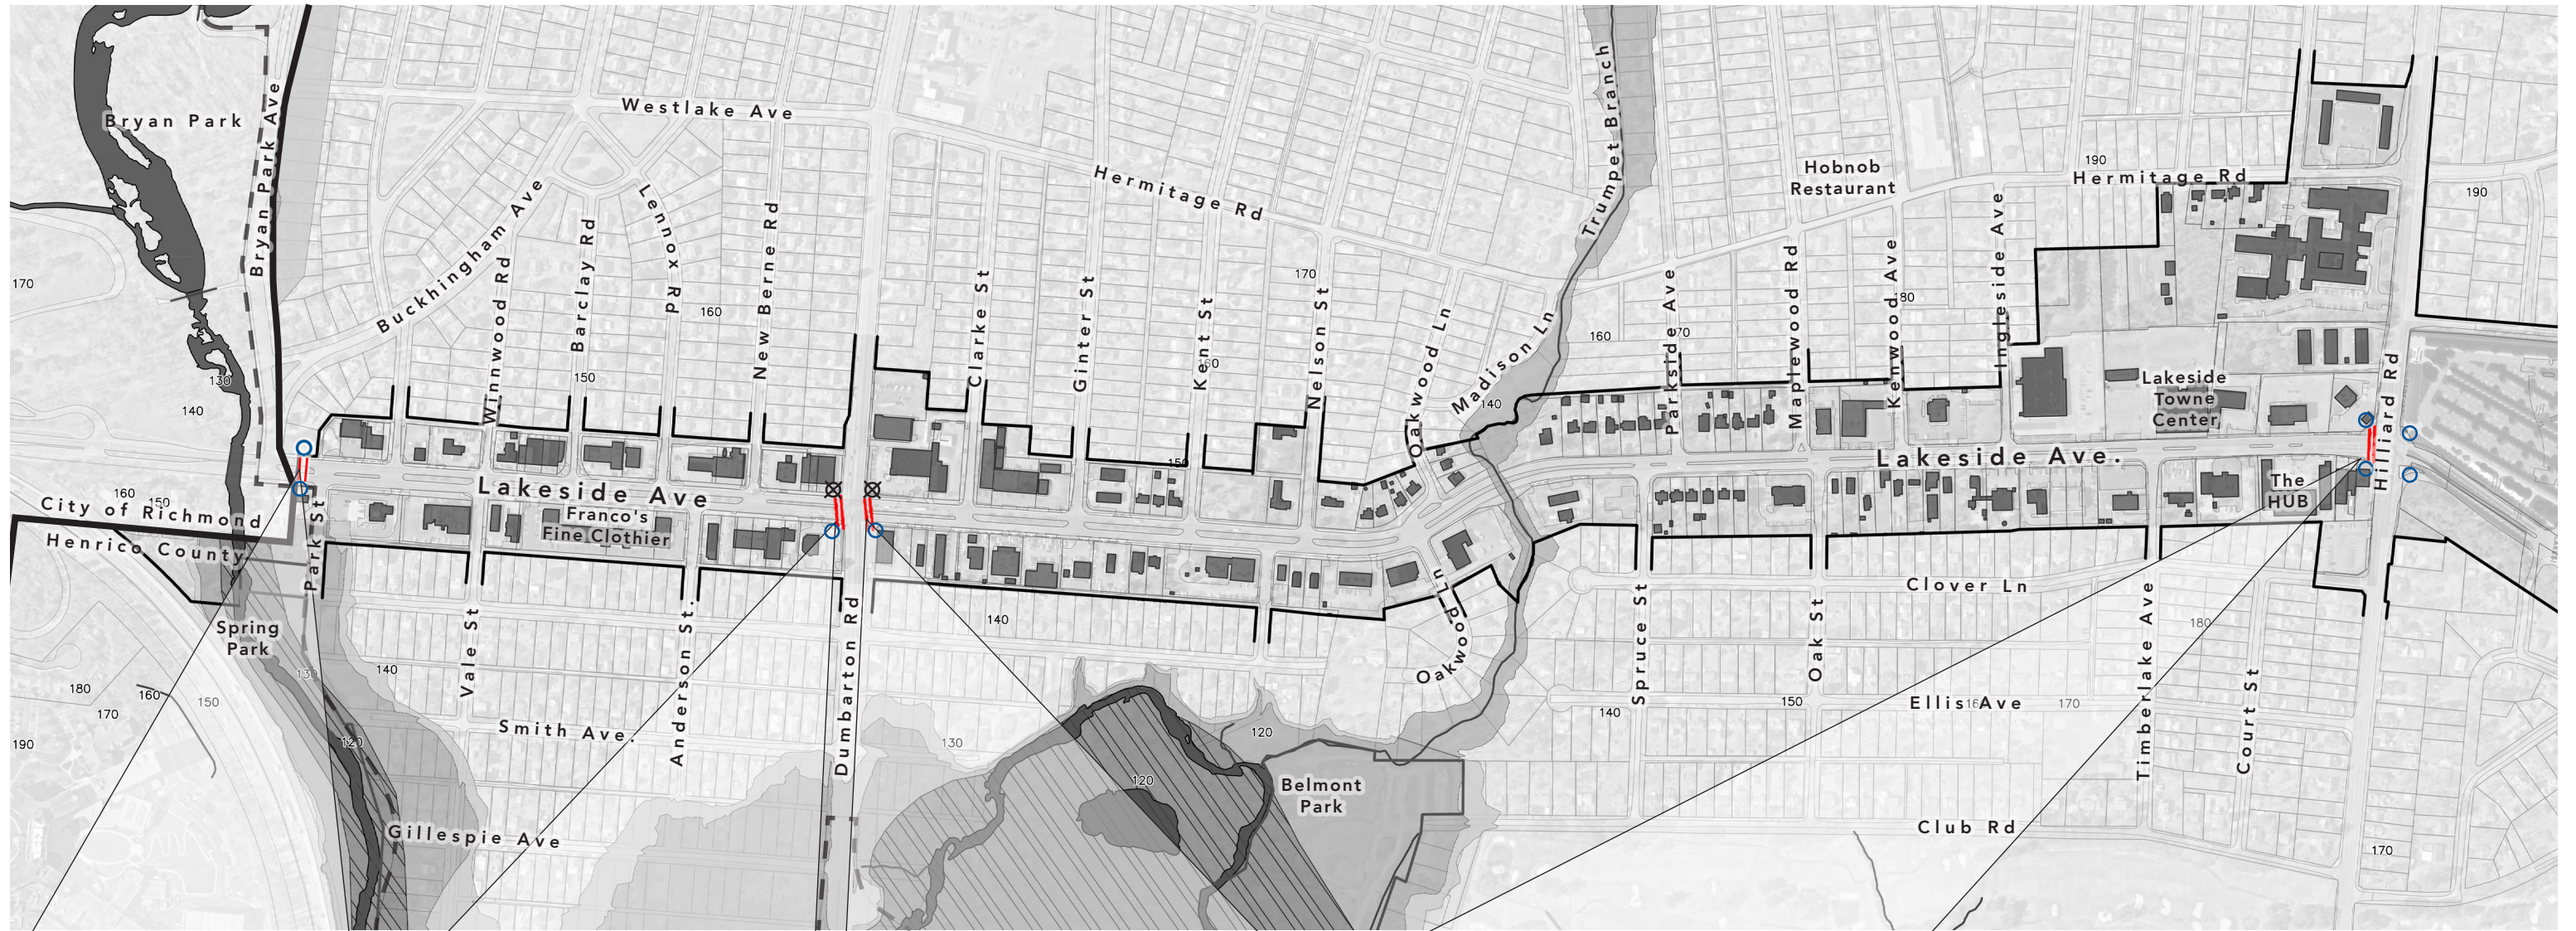 Bryan Park
Bryan Park Ave
Westlake Ave
Buckhingham Ave
Winnwood Rd
Barclay Rd
Lennox Rd
New Berne Rd
Hermitage Rd
Clarke St
Ginter St
Kent St
Nelson St
Oakwood Ln
Madison Ln
Trumpet Branch
Hobnob
Restaurant
Hermitage Rd
Parkside Ave
Maplewood Rd
Kenwood Ave
Ingleside Ave
Lakeside
Towne
Center
Hilliard Rd
190
190
170
160
170
180
160
70
150
130
140
140
150
160
150
City of Richmond
Henrico County
Lakeside Ave
Franco's
Fine Clothier
Lakeside Ave.
The
HUB
Park St
Spring
Park
Vale St
Anderson St.
Dumbarton Rd
Oakwood Ln
Spruce St
Oak St
Clover Ln
Timberlake Ave
Court St
Ellis Ave
Smith Ave.
Gillespie Ave
Belmont
Park
Club Rd
140
140
180
180
160
150
170
190
130
120
120
120
140
150
170
170